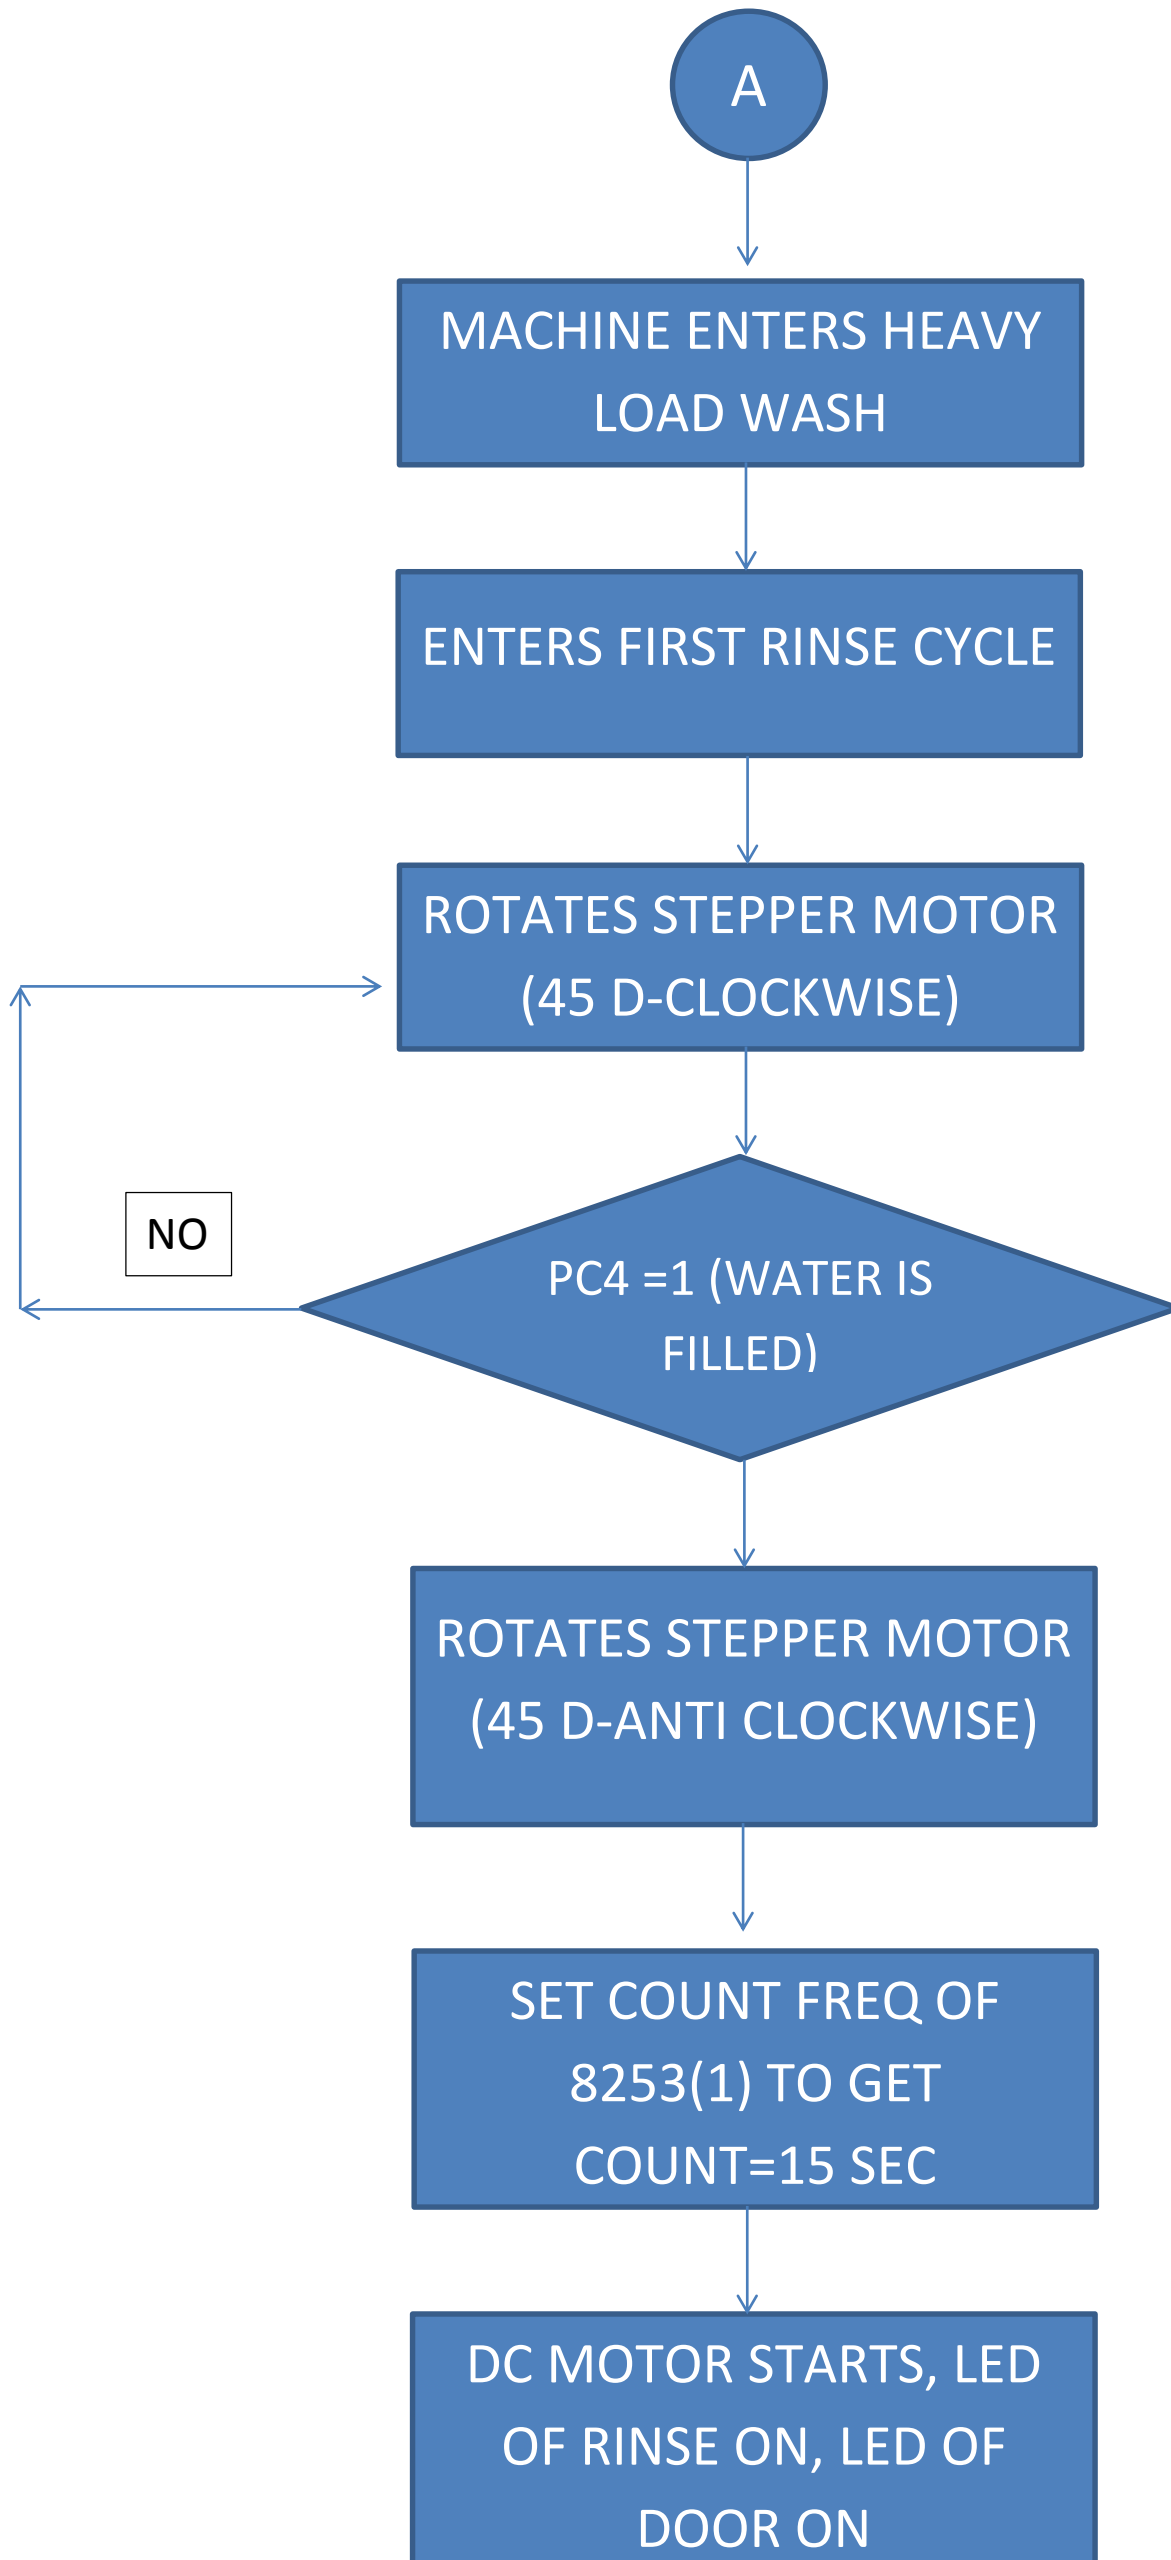 A
MACHINE ENTERS HEAVY
LOAD WASH
ENTERS FIRST RINSE CYCLE
ROTATES STEPPER MOTOR
(45 D-CLOCKWISE)
NO
PC4 =1 (WATER IS
FILLED)
ROTATES STEPPER MOTOR
(45 D-ANTI CLOCKWISE)
SET COUNT FREQ OF
8253(1) TO GET
COUNT=15 SEC
DC MOTOR STARTS, LED
OF RINSE ON, LED OF
DOOR ON